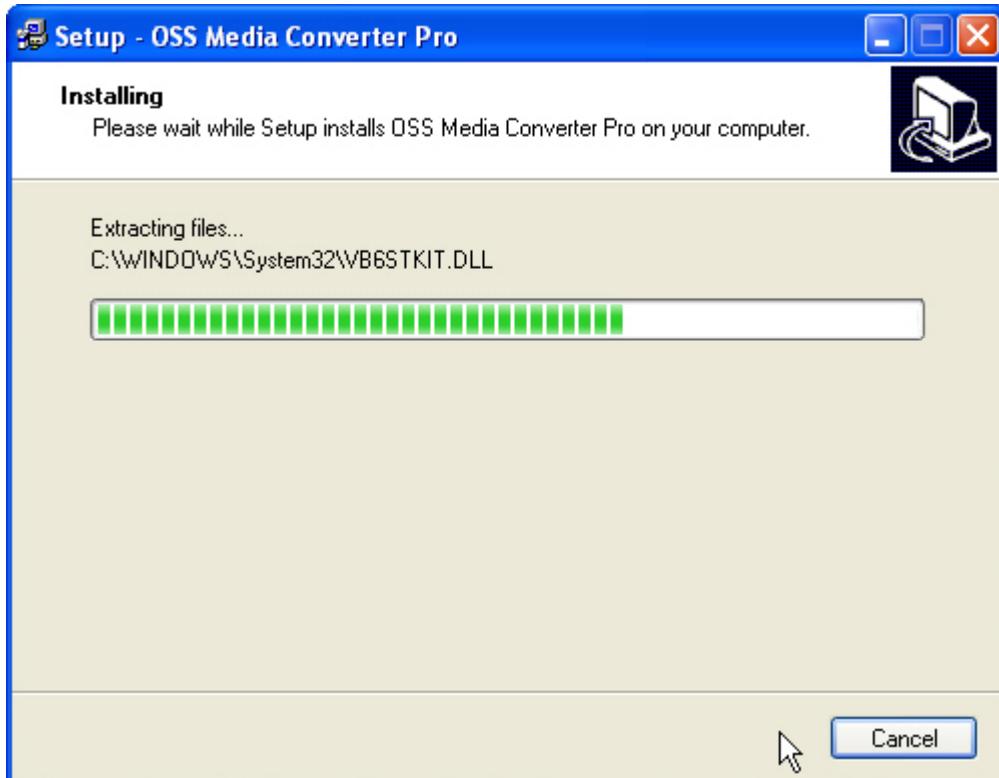 Setup - OSS Media Converter Pro
Installing
Please wait while Setup installs OSS Media Converter Pro on your computer.
Extracting files...
C:\WINDOWS\System32\VB6STKIT.DLL
Cancel